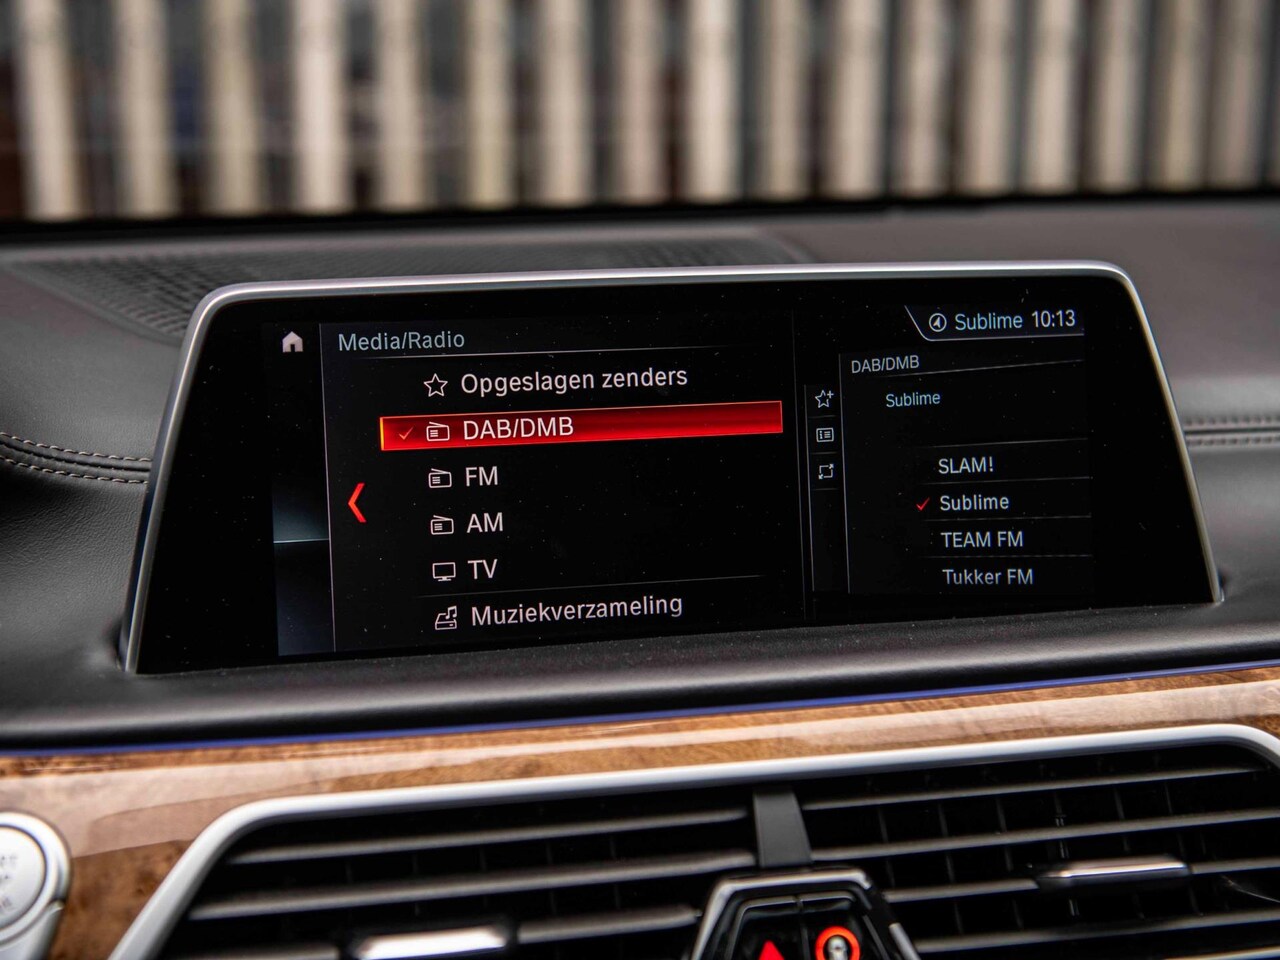 Media/Radio
Opgeslagen zenders
DAB/DMB
FM
AM
TV
Muziekverzameling
Sublime 10:13
DAB/DMB
Sublime
SLAM!
Sublime
TEAM FM
Tukker FM